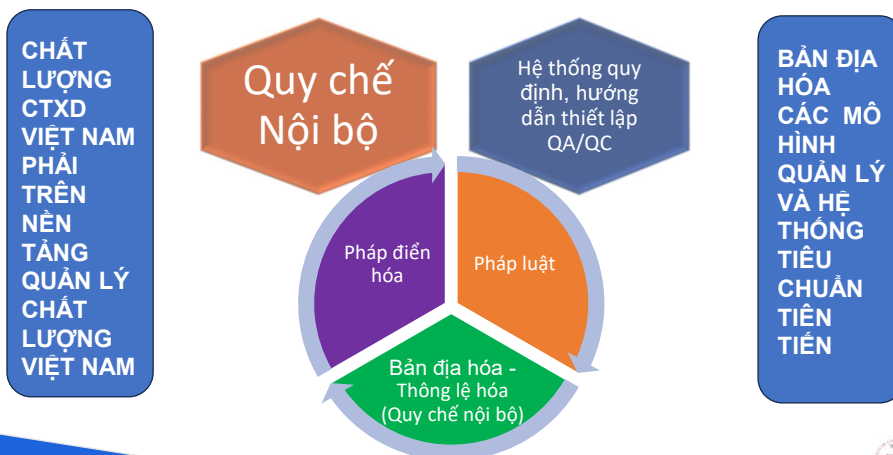 CHẤT
LƯỢNG
CTXD
VIỆT NAM
PHẢI
TRÊN
NỀN
TẢNG
QUẢN LÝ
CHẤT
LƯỢNG
VIỆT NAM
Quy chế
Nội bộ
Hệ thống quy
định, hướng
dẫn thiết lập
QA/QC
Pháp điển
hóa
Pháp luật
Bản địa hóa -
Thông lệ hóa
(Quy chế nội bộ)
BẢN ĐỊA
HÓA
CÁC MÔ
HÌNH
QUẢN LÝ
VÀ HỆ
THỐNG
TIÊU
CHUẨN
TIÊN
TIẾN